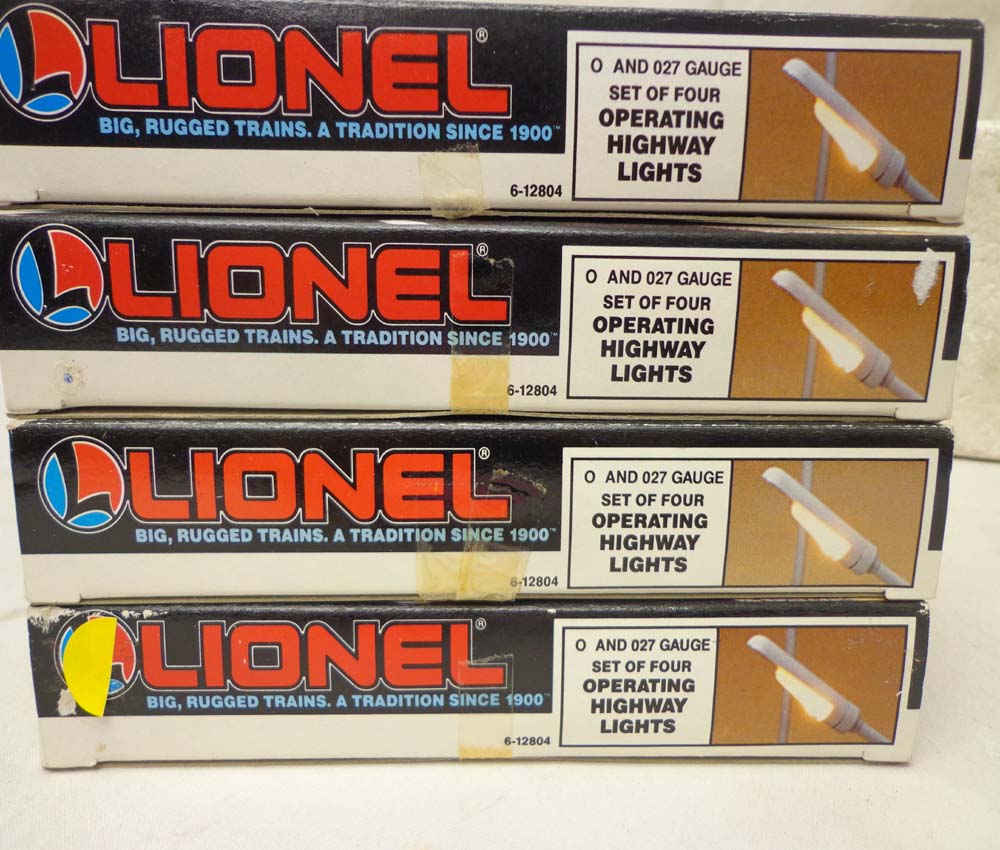 LIONEL®
BIG, RUGGED TRAINS. A TRADITION SINCE 1900™
6-12804
O AND 027 GAUGE
SET OF FOUR
OPERATING
HIGHWAY
LIGHTS
LIONEL®
BIG, RUGGED TRAINS. A TRADITION SINCE 1900™
6-12804
O AND 027 GAUGE
SET OF FOUR
OPERATING
HIGHWAY
LIGHTS
LIONEL®
BIG, RUGGED TRAINS. A TRADITION SINCE 1900™
6-12804
O AND 027 GAUGE
SET OF FOUR
OPERATING
HIGHWAY
LIGHTS
LIONEL®
BIG, RUGGED TRAINS. A TRADITION SINCE 1900™
6-12804
O AND 027 GAUGE
SET OF FOUR
OPERATING
HIGHWAY
LIGHTS